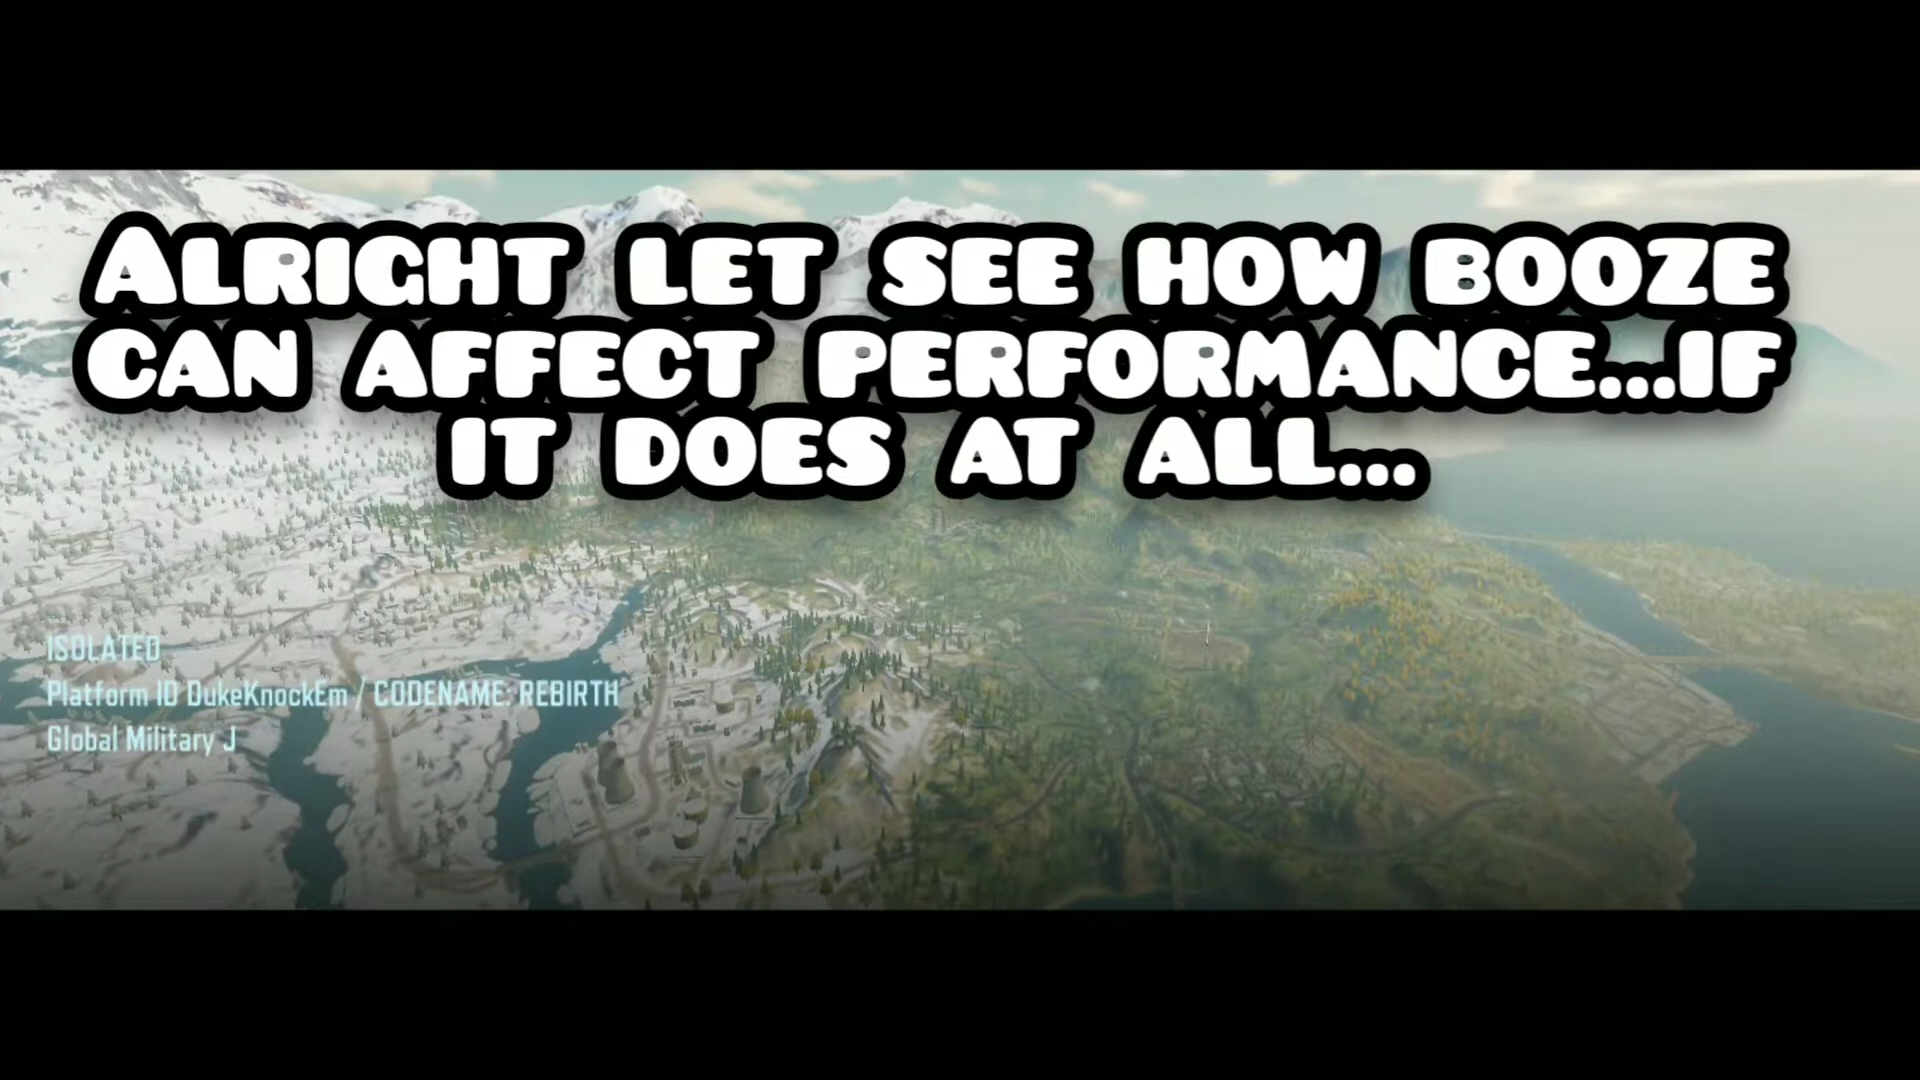 Alright let see how booze
can affect performance...if
it does at all...
ISOLATED
Platform ID DukeKnockEm / CODENAME: REBIRTH
Global Military J